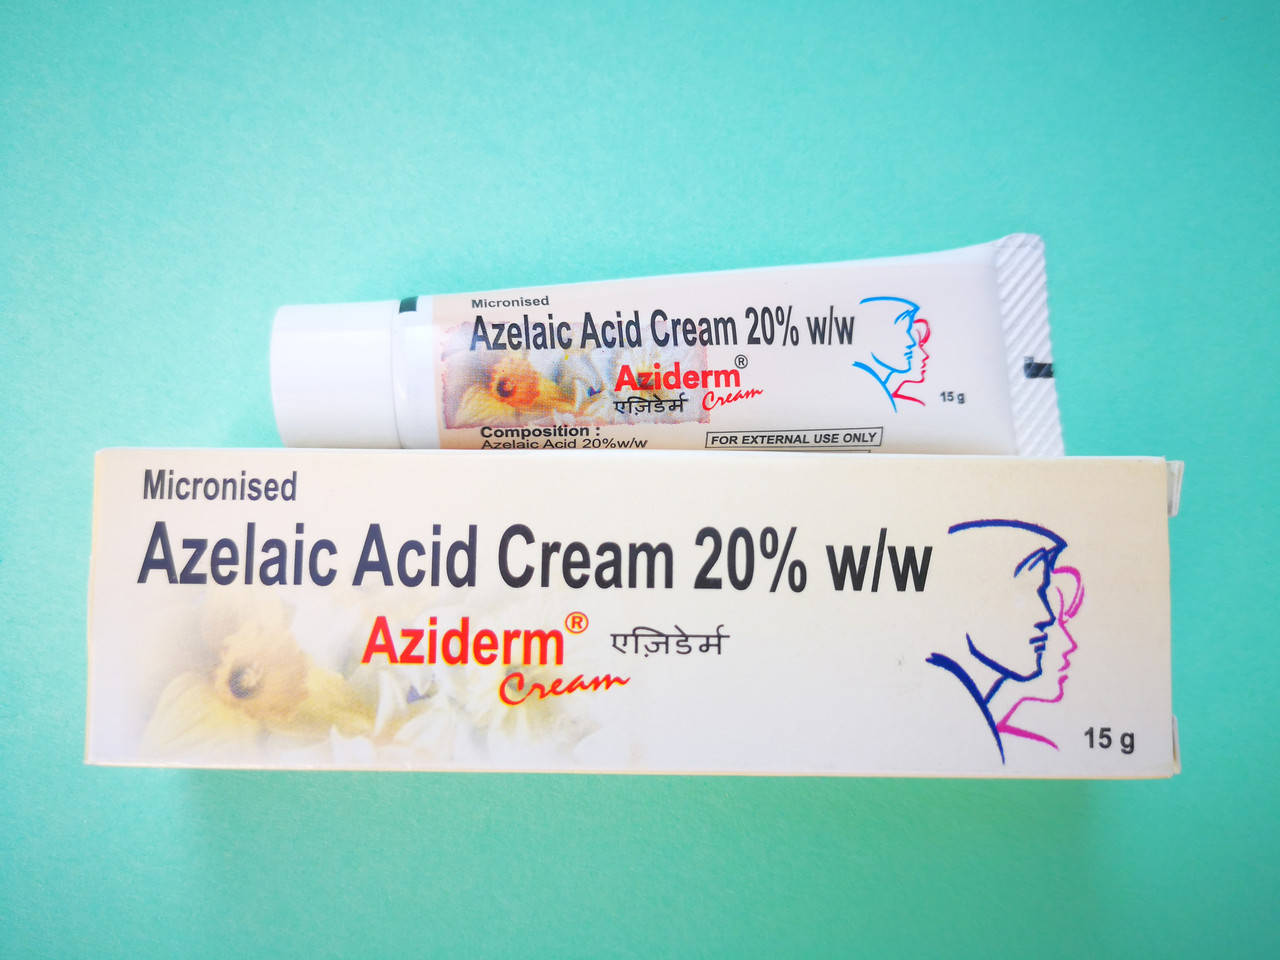 Micronised
Azelaic Acid Cream 20% w/w
Aziderm®
एज़िडेर्म Cream
15 g
Composition :
Azelaic Acid 20%w/w
FOR EXTERNAL USE ONLY
Micronised
Azelaic Acid Cream 20% w/w
Aziderm® एज़िडेर्म
Cream
15 g